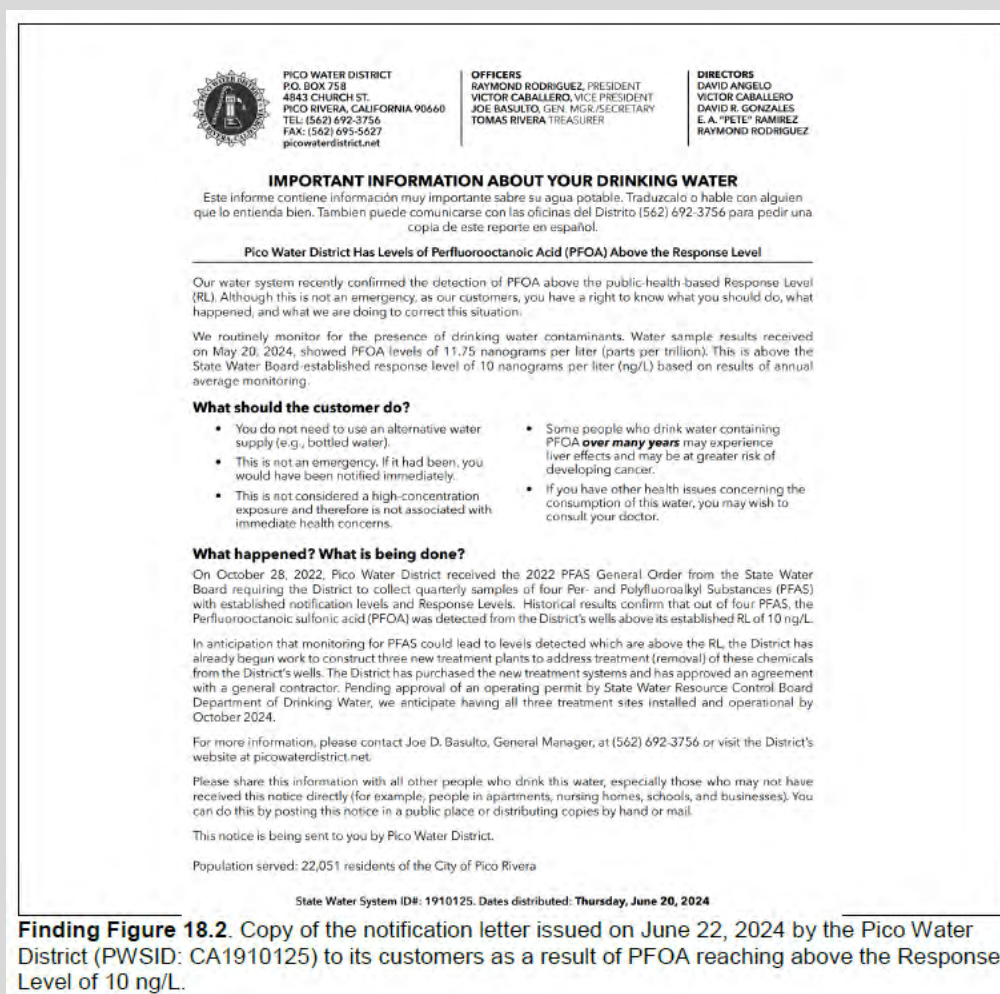 PICO WATER DISTRICT
P.O. BOX 758
4843 CHURCH ST.
PICO RIVERA, CALIFORNIA 90660
TEL: (562) 692-3756
FAX: (562) 695-5627
picowaterdistrict.net
OFFICERS
RAYMOND RODRIGUEZ, PRESIDENT
VICTOR CABALLERO, VICE PRESIDENT
JOE BASULTO, GEN. MGR./SECRETARY
TOMAS RIVERA TREASURER
DIRECTORS
DAVID ANGELO
VICTOR CABALLERO
DAVID R. GONZALES
E. A. "PETE" RAMIREZ
RAYMOND RODRIGUEZ
IMPORTANT INFORMATION ABOUT YOUR DRINKING WATER
Este informe contiene información muy importante sabre su agua potable. Traduzcalo o hable con alguien
que lo entienda bien. Tambien puede comunicarse con las oficinas del Distrito (562) 692-3756 para pedir una
copia de este reporte en español.
Pico Water District Has Levels of Perfluorooctanoic Acid (PFOA) Above the Response Level
Our water system recently confirmed the detection of PFOA above the public-health-based Response Level
(RL). Although this is not an emergency, as our customers, you have a right to know what you should do, what
happened, and what we are doing to correct this situation.
We routinely monitor for the presence of drinking water contaminants. Water sample results received
on May 20, 2024, showed PFOA levels of 11.75 nanograms per liter (parts per trillion). This is above the
State Water Board-established response level of 10 nanograms per liter (ng/L) based on results of annual
average monitoring.
What should the customer do?
• You do not need to use an alternative water
supply (e.g., bottled water).
• This is not an emergency. If it had been, you
would have been notified immediately.
• This is not considered a high-concentration
exposure and therefore is not associated with
immediate health concerns.
• Some people who drink water containing
PFOA over many years may experience
liver effects and may be at greater risk of
developing cancer.
• If you have other health issues concerning the
consumption of this water, you may wish to
consult your doctor.
What happened? What is being done?
On October 28, 2022, Pico Water District received the 2022 PFAS General Order from the State Water
Board requiring the District to collect quarterly samples of four Per- and Polyfluoroalkyl Substances (PFAS)
with established notification levels and Response Levels. Historical results confirm that out of four PFAS, the
Perfluorooctanoic sulfonic acid (PFOA) was detected from the District's wells above its established RL of 10 ng/L.
In anticipation that monitoring for PFAS could lead to levels detected which are above the RL, the District has
already begun work to construct three new treatment plants to address treatment (removal) of these chemicals
from the District's wells. The District has purchased the new treatment systems and has approved an agreement
with a general contractor. Pending approval of an operating permit by State Water Resource Control Board
Department of Drinking Water, we anticipate having all three treatment sites installed and operational by
October 2024.
For more information, please contact Joe D. Basulto, General Manager, at (562) 692-3756 or visit the District's
website at picowaterdistrict.net.
Please share this information with all other people who drink this water, especially those who may not have
received this notice directly (for example, people in apartments, nursing homes, schools, and businesses). You
can do this by posting this notice in a public place or distributing copies by hand or mail.
This notice is being sent to you by Pico Water District.
Population served: 22,051 residents of the City of Pico Rivera
State Water System ID#: 1910125. Dates distributed: Thursday, June 20, 2024
Finding Figure 18.2. Copy of the notification letter issued on June 22, 2024 by the Pico Water
District (PWSID: CA1910125) to its customers as a result of PFOA reaching above the Response
Level of 10 ng/L.